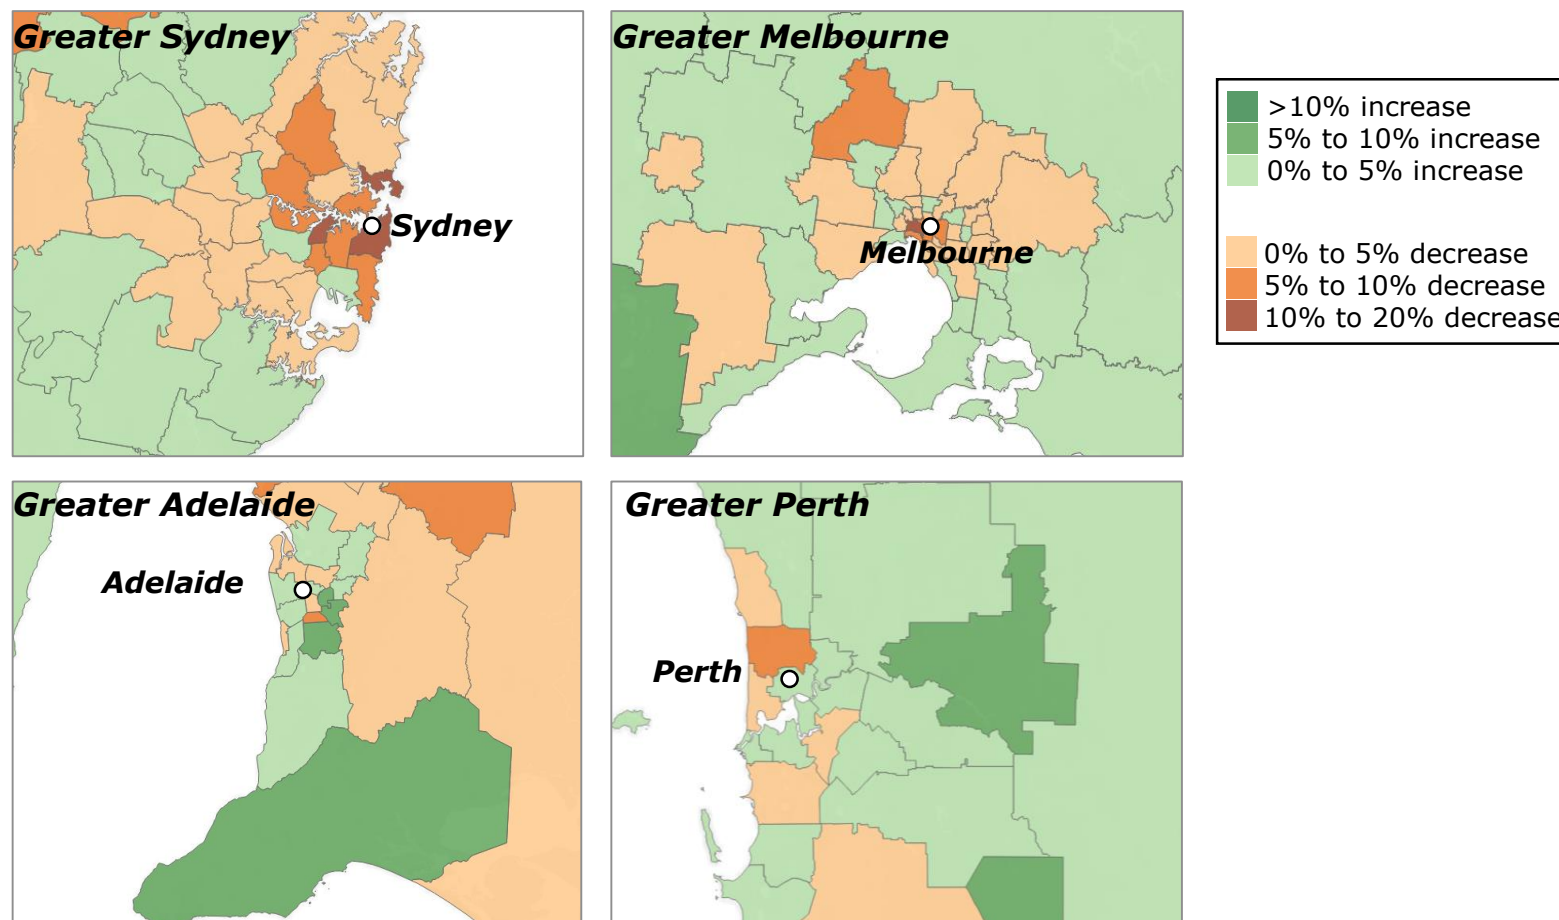 Greater Sydney
Sydney
Greater Melbourne
Melbourne
>10% increase
5% to 10% increase
0% to 5% increase
0% to 5% decrease
5% to 10% decrease
10% to 20% decrease
Greater Adelaide
Adelaide
Greater Perth
Perth